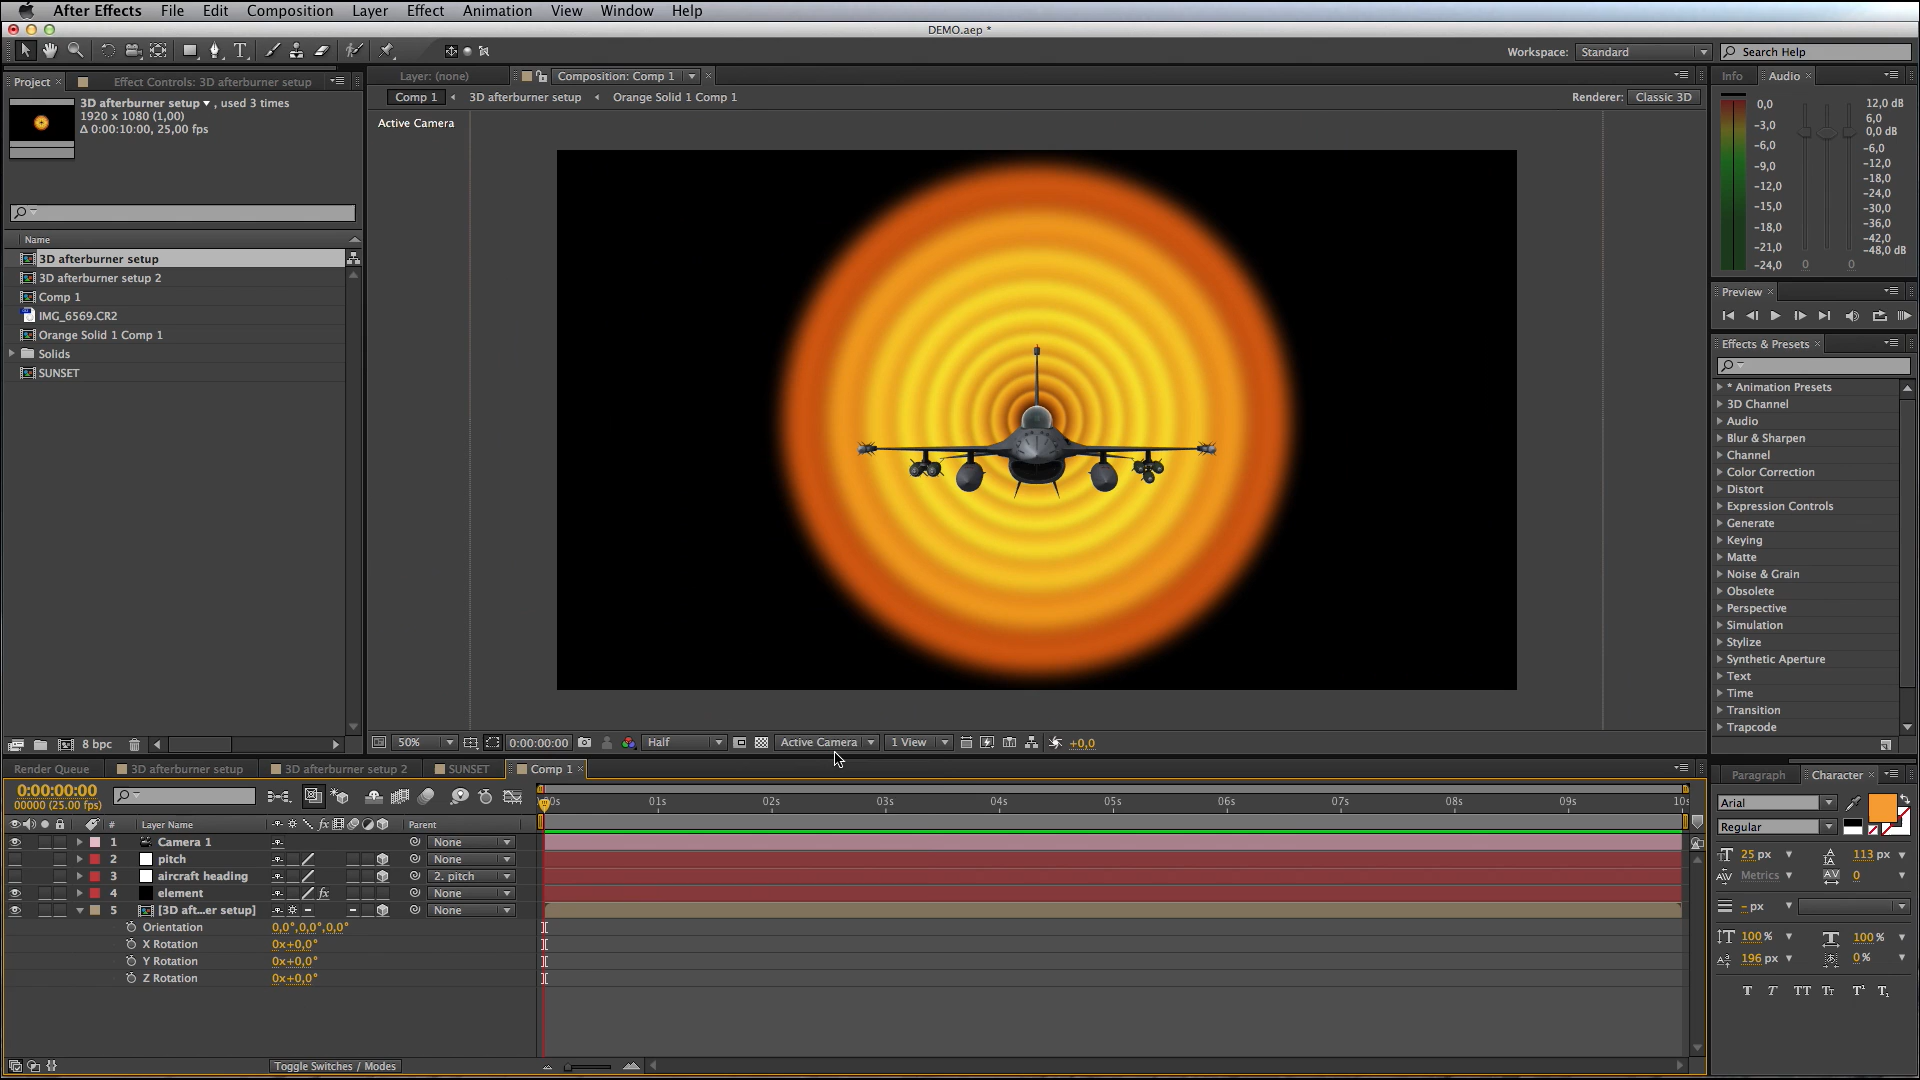 After Effects File Edit Composition Layer Effect Animation View Window Help
DEMO.aep *
Workspace: Standard Search Help
Project × Effect Controls: 3D afterburner setup
3D afterburner setup ▼ , used 3 times
1920 x 1080 (1,00)
Δ 0:00:10:00, 25,00 fps
Name
3D afterburner setup
3D afterburner setup 2
Comp 1
IMG_6569.CR2
Orange Solid 1 Comp 1
Solids
SUNSET
8 bpc
Layer: (none) Composition: Comp 1
Comp 1 3D afterburner setup Orange Solid 1 Comp 1 Renderer: Classic 3D
Active Camera
50% 0:00:00:00 Half Active Camera 1 View +0,0
Info Audio ×
0,0
-3,0
-6,0
-9,0
-12,0
-15,0
-18,0
-21,0
-24,0
0 0
12,0 dB
6,0
0,0 dB
-6,0
-12,0
-18,0
-24,0
-30,0
-36,0
-42,0
-48,0 dB
Preview ×
Effects & Presets ×
* Animation Presets
3D Channel
Audio
Blur & Sharpen
Channel
Color Correction
Distort
Expression Controls
Generate
Keying
Matte
Noise & Grain
Obsolete
Perspective
Simulation
Stylize
Synthetic Aperture
Text
Time
Transition
Trapcode
Render Queue 3D afterburner setup 3D afterburner setup 2 SUNSET Comp 1 ×
0:00:00:00
00000 (25.00 fps)
:00s 01s 02s 03s 04s 05s 06s 07s 08s 09s 10s
# Layer Name fx Parent
1 Camera 1 None
2 pitch None
3 aircraft heading 2. pitch
4 element fx None
5 [3D aft...er setup] None
Orientation 0,0°,0,0°,0,0°
X Rotation 0x+0,0°
Y Rotation 0x+0,0°
Z Rotation 0x+0,0°
Toggle Switches / Modes
Paragraph Character ×
Arial
Regular
25 px 113 px
Metrics 0
- px
100 % 100 %
196 px 0 %
T T TT Tt T¹ T₁